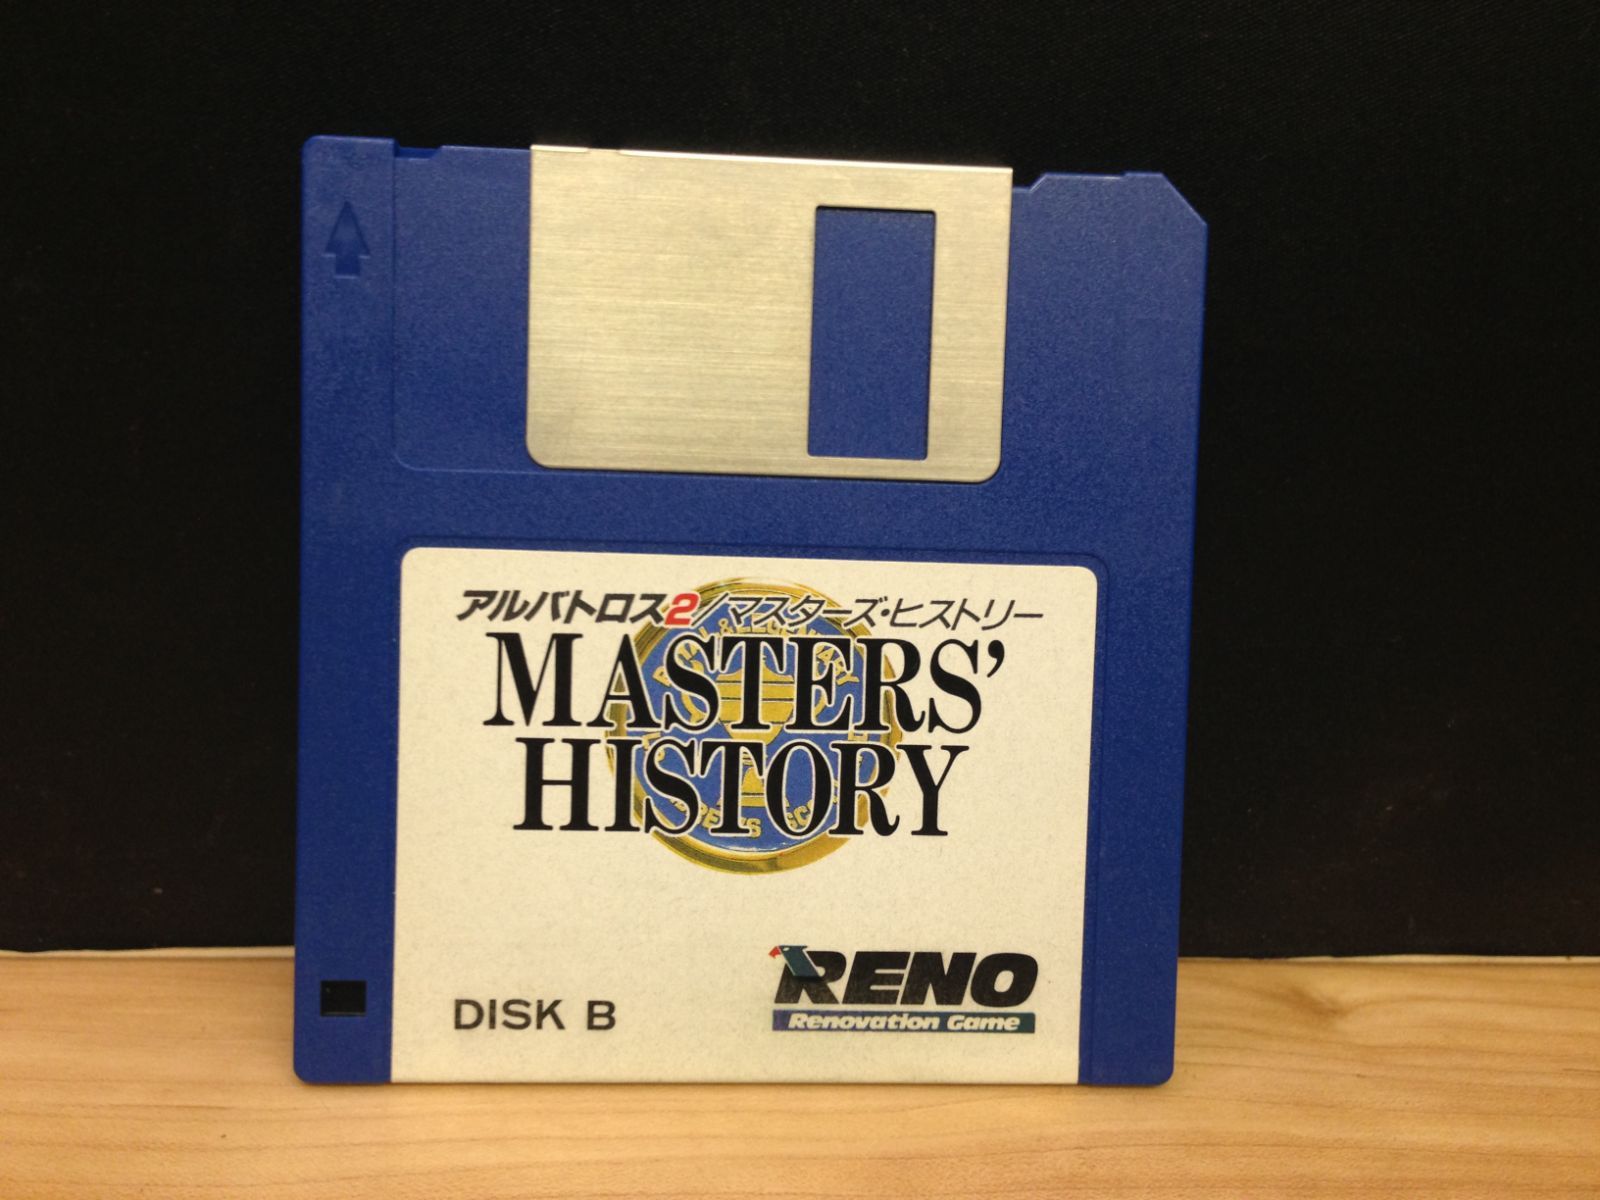 アルバトロス2/マスターズ・ヒストリー
MASTERS'
HISTORY
DISK B
RENO
Renovation Game